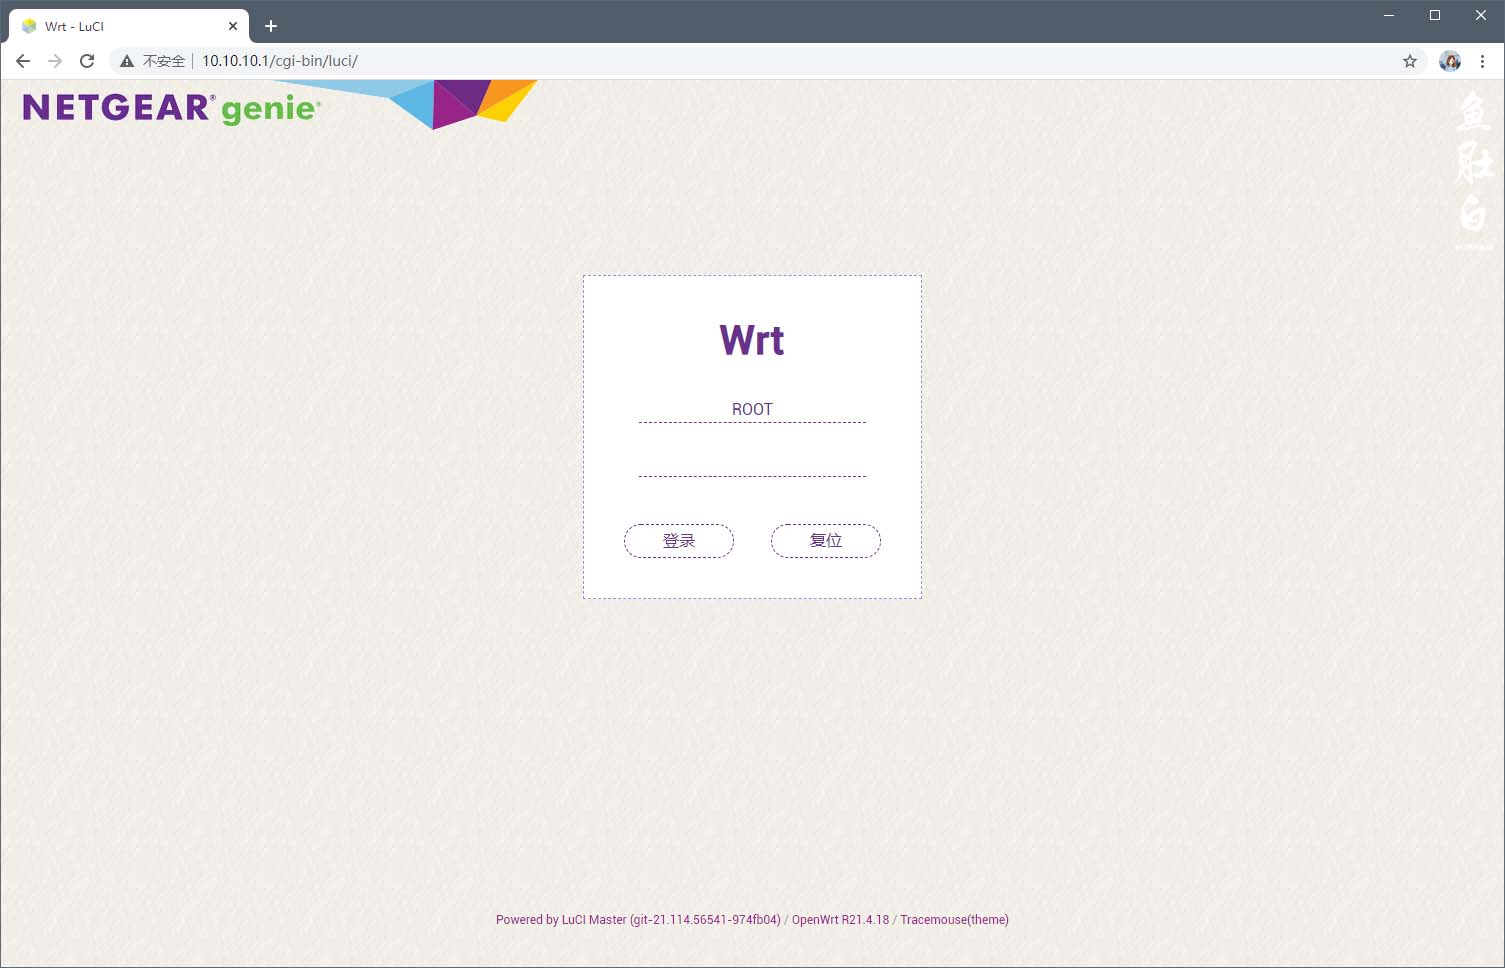 Wrt - LuCI
不安全 10.10.10.1/cgi-bin/luci/
NETGEAR® genie®
鱼
肚
白
Wrt
ROOT
登录 复位
Powered by LuCI Master (git-21.114.56541-974fb04) / OpenWrt R21.4.18 / Tracemouse(theme)